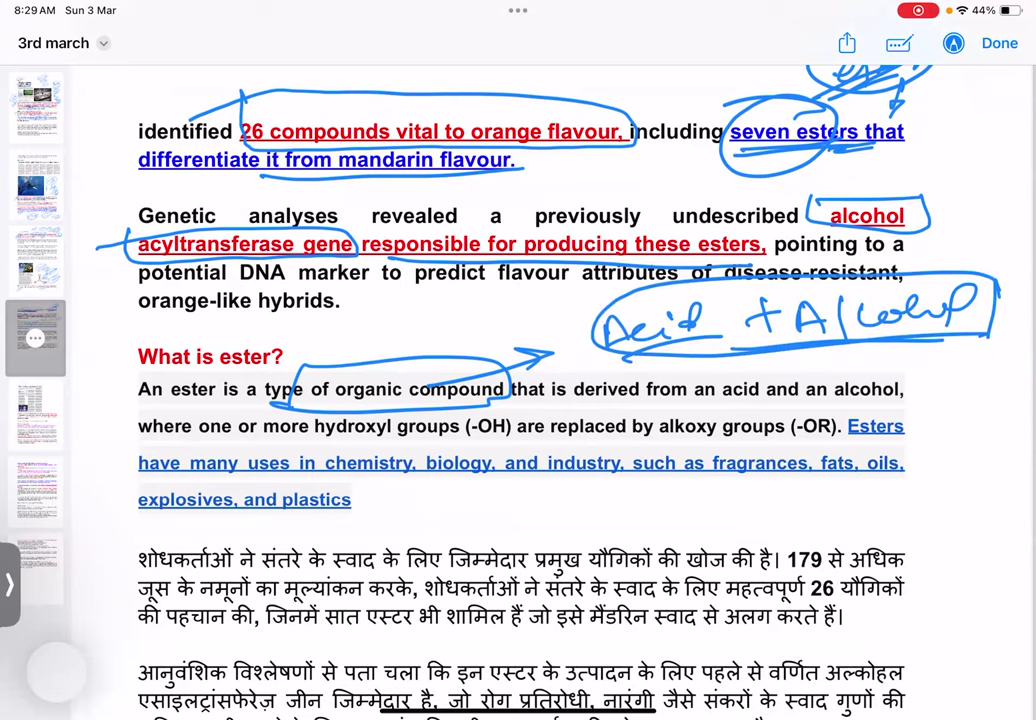 8:29 AM Sun 3 Mar
44%
3rd march
Done
identified 26 compounds vital to orange flavour, including seven esters that
differentiate it from mandarin flavour.
Genetic analyses revealed a previously undescribed alcohol
acyltransferase gene responsible for producing these esters, pointing to a
potential DNA marker to predict flavour attributes of disease-resistant,
orange-like hybrids.
Acid + Alcohol
What is ester?
An ester is a type of organic compound that is derived from an acid and an alcohol,
where one or more hydroxyl groups (-OH) are replaced by alkoxy groups (-OR). Esters
have many uses in chemistry, biology, and industry, such as fragrances, fats, oils,
explosives, and plastics
शोधकर्ताओं ने संतरे के स्वाद के लिए जिम्मेदार प्रमुख यौगिकों की खोज की है। 179 से अधिक
जूस के नमूनों का मूल्यांकन करके, शोधकर्ताओं ने संतरे के स्वाद के लिए महत्वपूर्ण 26 यौगिकों
की पहचान की, जिनमें सात एस्टर भी शामिल हैं जो इसे मैंडरिन स्वाद से अलग करते हैं।
आनुवंशिक विश्लेषणों से पता चला कि इन एस्टर के उत्पादन के लिए पहले से वर्णित अल्कोहल
एसाइलट्रांसफेरेज़ जीन जिम्मेदार है, जो रोग प्रतिरोधी, नारंगी जैसे संकरों के स्वाद गुणों की